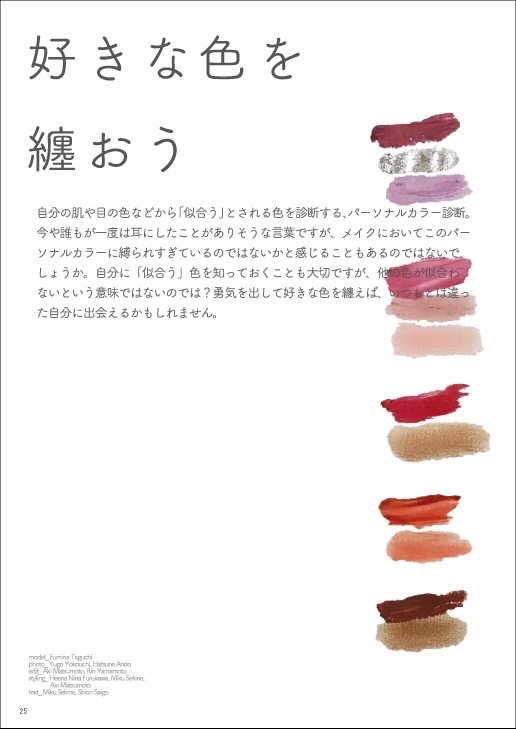 好きな色を
纏おう
自分の肌や目の色などから「似合う」とされる色を診断する、パーソナルカラー診断。
今や誰もが一度は耳にしたことがありそうな言葉ですが、メイクにおいてこのパー
ソナルカラーに縛られすぎているのではないかと感じることもあるのではないで
しょうか。自分に「似合う」色を知っておくことも大切ですが、他の色が似合わ
ないという意味ではないのでは？勇気を出して好きな色を纏えば、いつもとは違っ
た自分に出会えるかもしれません。
model_ Fumina Taguchi
photo_ Yugo Yokouchi, Hatsune Ando
edit_ Aki Matsumoto, Rin Yamamoto
styling_ Heena Nina Furukawa, Miku Sekine,
Aki Matsumoto
text_ Miku Sekine, Shiori Saigo
25